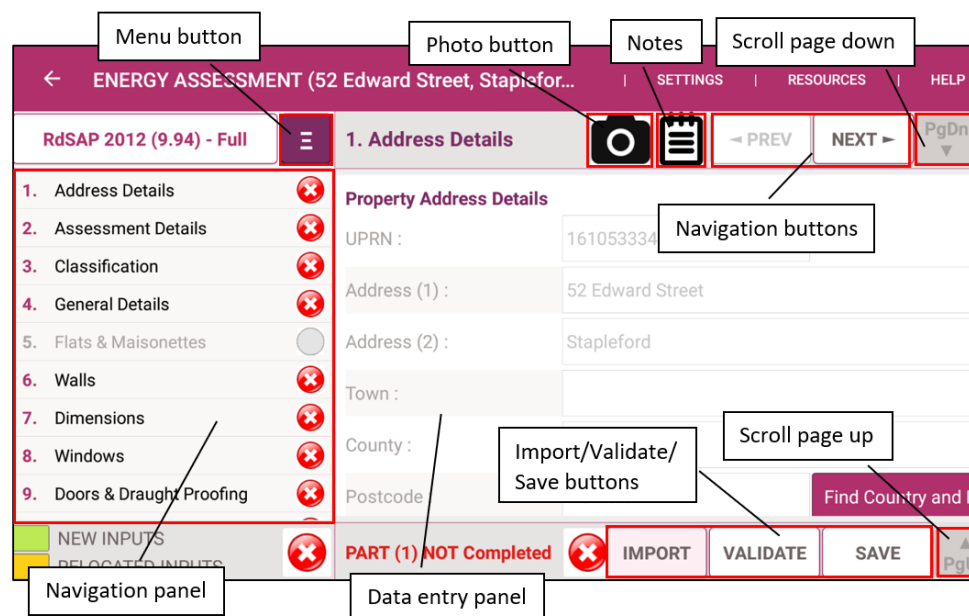 Menu button
Photo button
Notes
Scroll page down
ENERGY ASSESSMENT (52 Edward Street, Staplefor...
| SETTINGS | RESOURCES | HELP
RdSAP 2012 (9.94) - Full
1. Address Details
◄ PREV
NEXT ►
PgDn
▼
1. Address Details
2. Assessment Details
3. Classification
4. General Details
5. Flats & Maisonettes
6. Walls
7. Dimensions
8. Windows
9. Doors & Draught Proofing
Property Address Details
UPRN :
161053334
Navigation buttons
Address (1) :
52 Edward Street
Address (2) :
Stapleford
Town :
County :
Postcode
Import/Validate/
Save buttons
Scroll page up
Find Country and
NEW INPUTS
RELOCATED INPUTS
PART (1) NOT Completed
IMPORT
VALIDATE
SAVE
▲
Navigation panel
Data entry panel